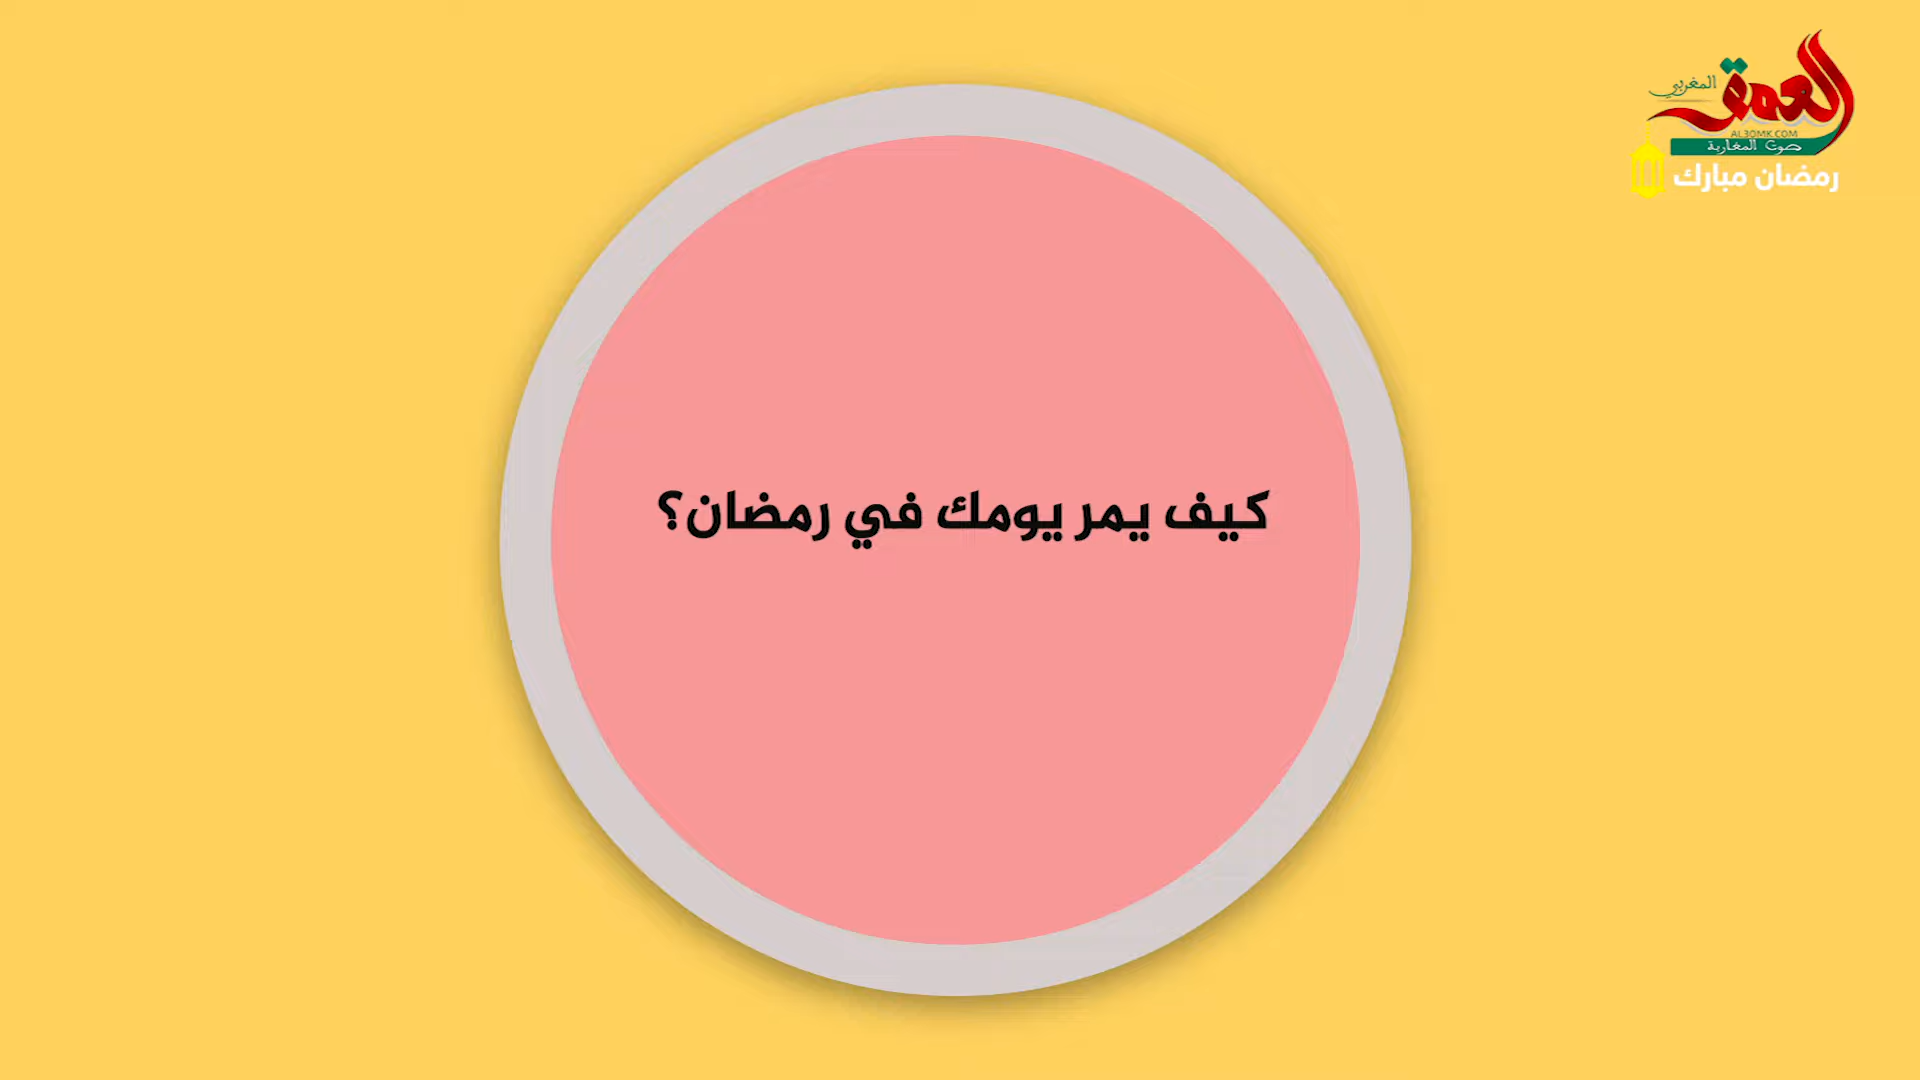 العمق
المغربي
AL3OMK.COM
صوت المغاربة
رمضان مبارك
كيف يمر يومك في رمضان؟